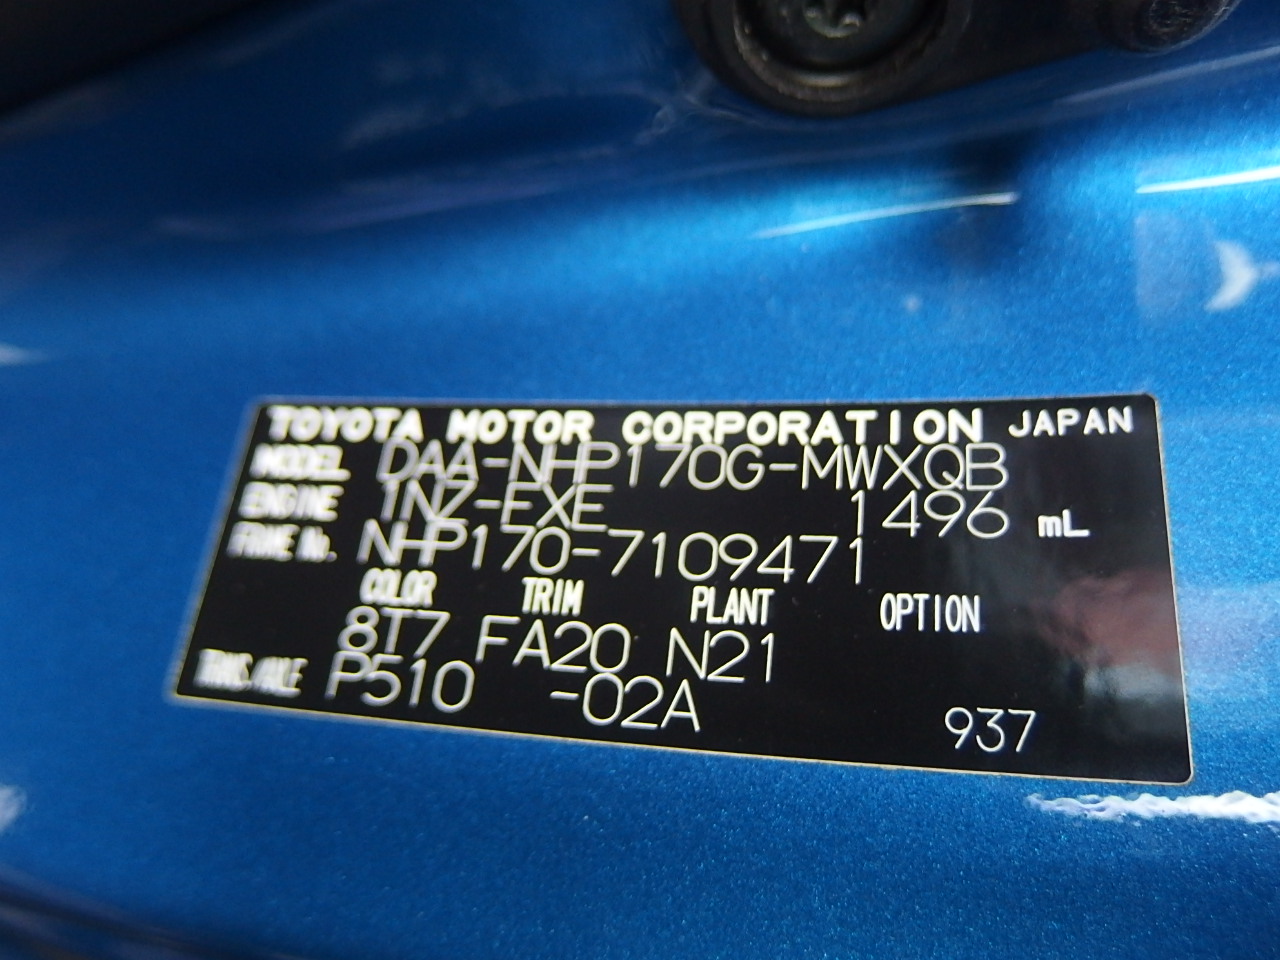 TOYOTA MOTOR CORPORATION JAPAN
MODEL DAA-NHP170G-MWXQB
ENGINE 1NZ-EXE 1496 mL
FRAME No. NHP170-7109471
COLOR TRIM PLANT OPTION
8T7 FA20 N21
TRANS/AXLE P510 -02A
937